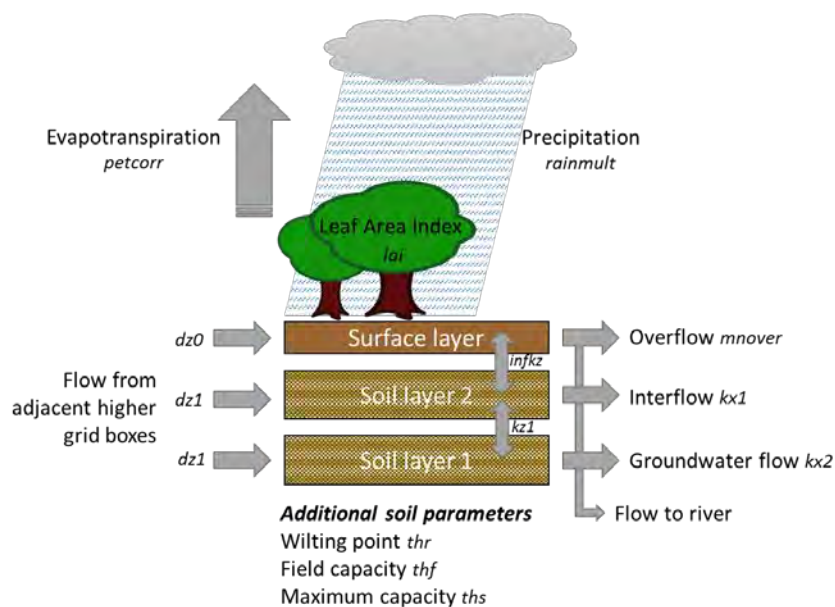 Evapotranspiration
petcorr
Precipitation
rainmult
Leaf Area Index
lai
dz0
Surface layer
Overflow mnover
infkz
Flow from
adjacent higher
grid boxes
dz1
Soil layer 2
Interflow kx1
kz1
dz1
Soil layer 1
Groundwater flow kx2
Flow to river
Additional soil parameters
Wilting point thr
Field capacity thf
Maximum capacity ths